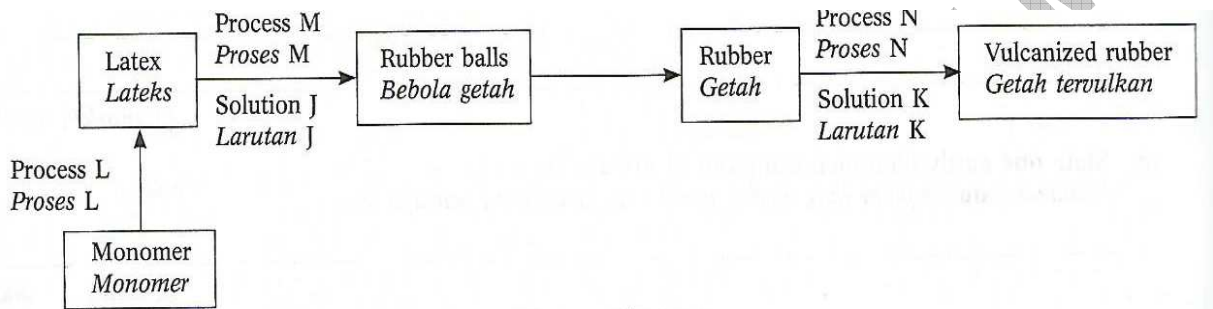 Process M
Proses M
Latex
Lateks
Solution J
Larutan J
Rubber balls
Bebola getah
Rubber
Getah
Process N
Proses N
Solution K
Larutan K
Vulcanized rubber
Getah tervulkan
Process L
Proses L
Monomer
Monomer